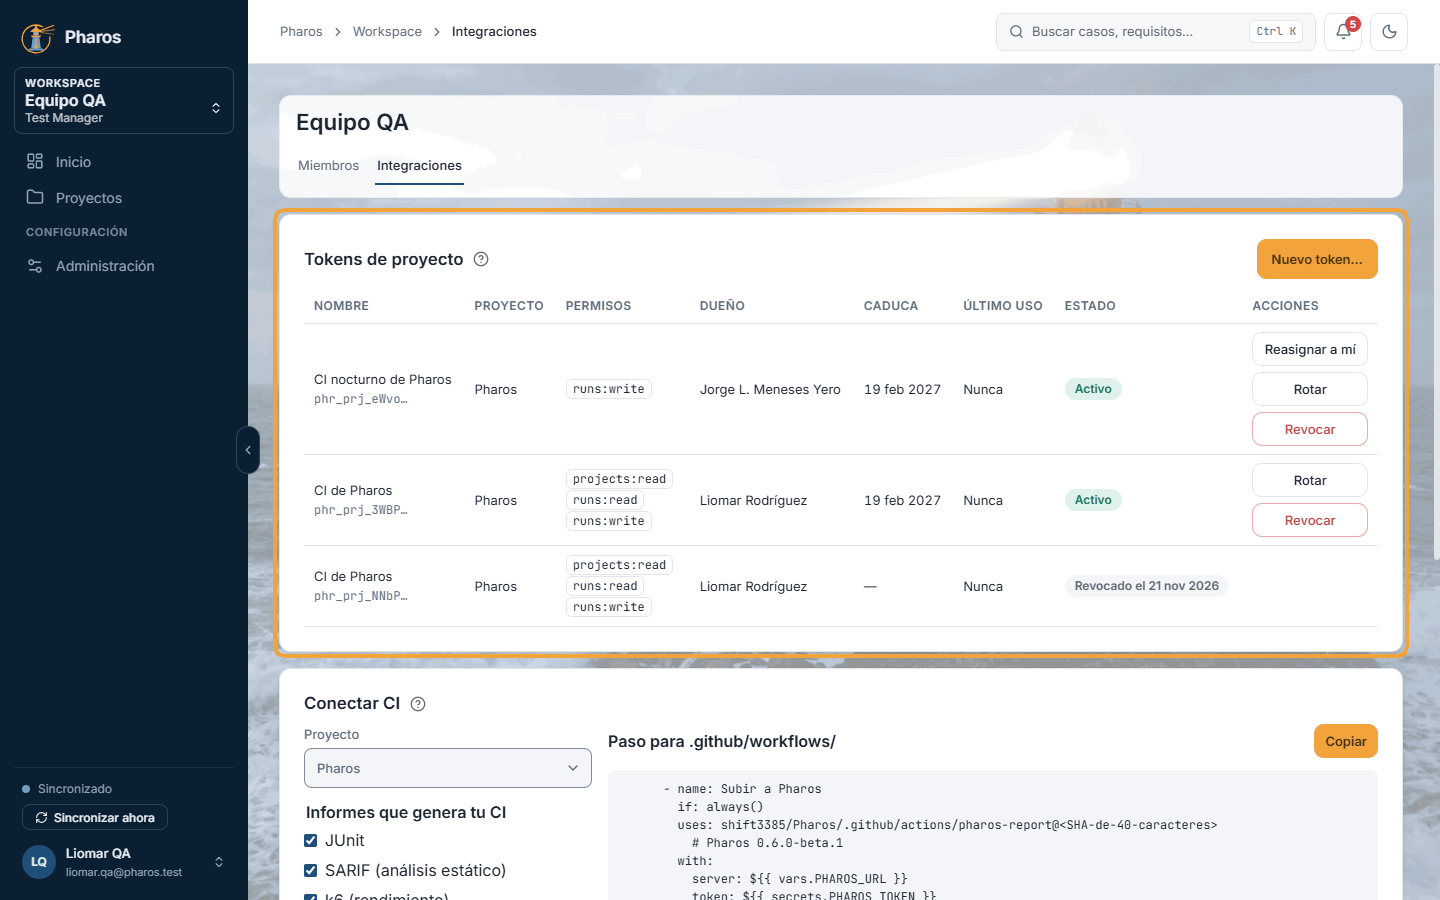 Pharos
WORKSPACE
Equipo QA
Test Manager
Inicio
Proyectos
CONFIGURACIÓN
Administración
Sincronizado
Sincronizar ahora
LQ
Liomar QA
liomar.qa@pharos.test
Pharos > Workspace > Integraciones
Buscar casos, requisitos... Ctrl K
5
Equipo QA
Miembros Integraciones
Tokens de proyecto ?
Nuevo token...
NOMBRE PROYECTO PERMISOS DUEÑO CADUCA ÚLTIMO USO ESTADO ACCIONES
CI nocturno de Pharos
phr_prj_eWvo…
Pharos
runs:write
Jorge L. Meneses Yero
19 feb 2027
Nunca
Activo
Reasignar a mí
Rotar
Revocar
CI de Pharos
phr_prj_3WBP…
Pharos
projects:read
runs:read
runs:write
Liomar Rodríguez
19 feb 2027
Nunca
Activo
Rotar
Revocar
CI de Pharos
phr_prj_NNbP…
Pharos
projects:read
runs:read
runs:write
Liomar Rodríguez
—
Nunca
Revocado el 21 nov 2026
Conectar CI ?
Proyecto
Pharos
Informes que genera tu CI
JUnit
SARIF (análisis estático)
k6 (rendimiento)
Paso para .github/workflows/
Copiar
- name: Subir a Pharos
if: always()
uses: shift3385/Pharos/.github/actions/pharos-report@<SHA-de-40-caracteres>
# Pharos 0.6.0-beta.1
with:
server: ${{ vars.PHAROS_URL }}
token: ${{ secrets.PHAROS_TOKEN }}